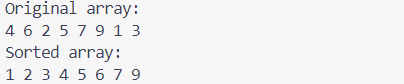 Original array:
4 6 2 5 7 9 1 3
Sorted array:
1 2 3 4 5 6 7 9